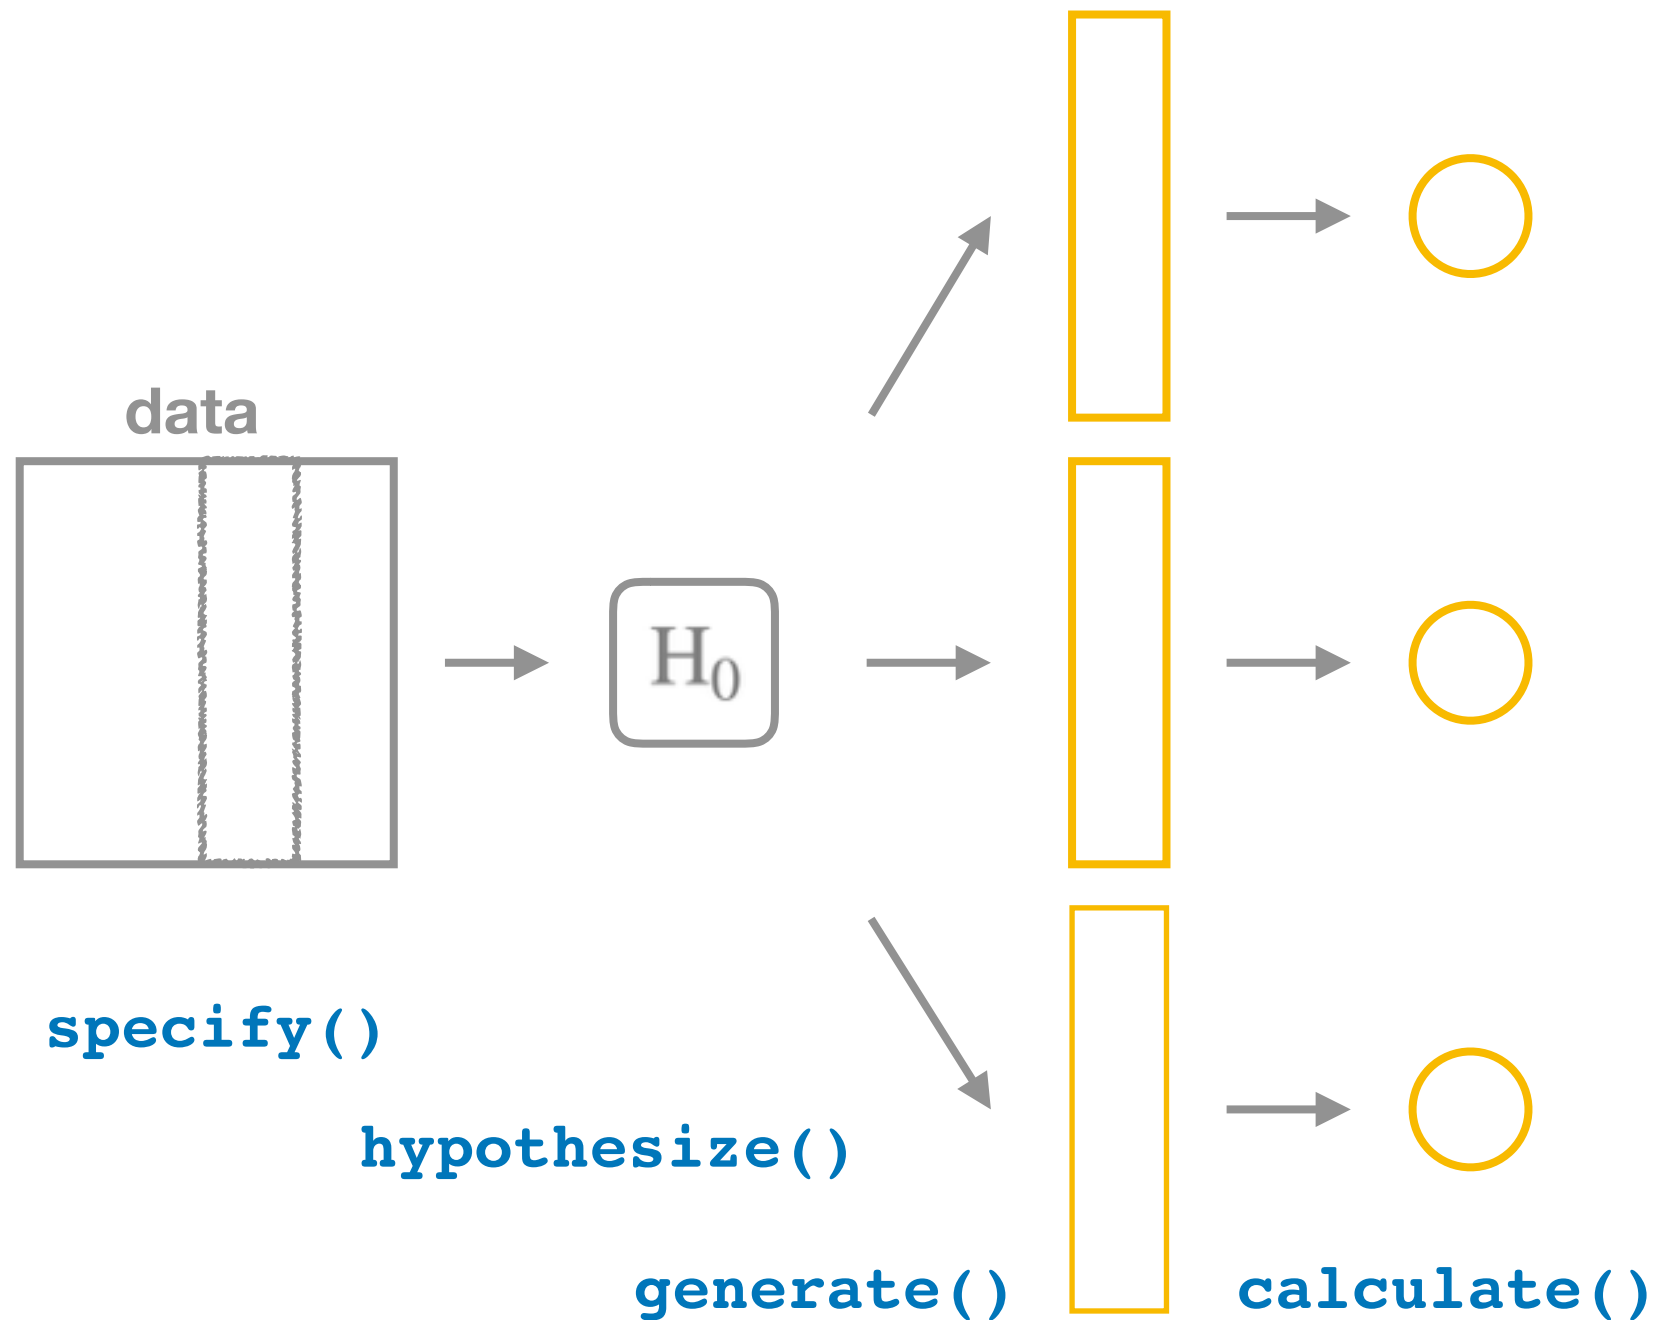 data
H₀
specify()
hypothesize()
generate()
calculate()